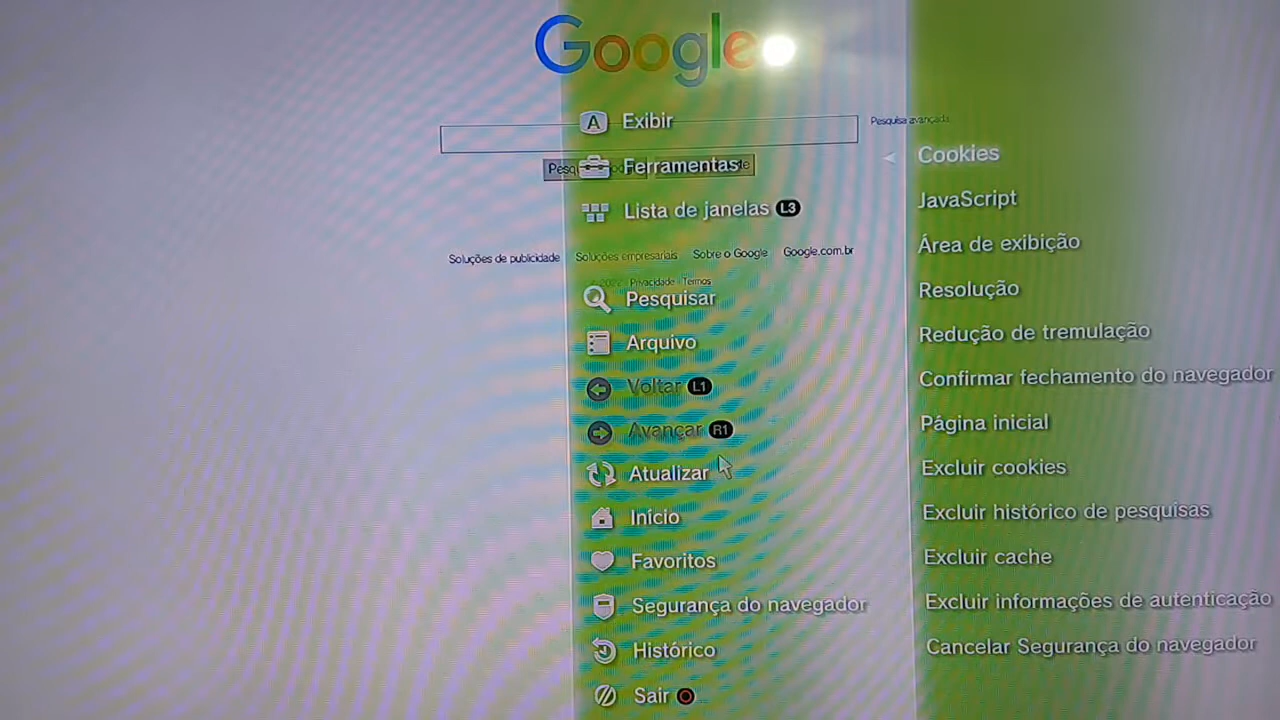 Google
A Exibir
Pesquisa avançada
Ferramentas
Lista de janelas L3
Soluções de publicidade Soluções empresariais Sobre o Google Google.com.br
2022 - Privacidade - Termos
Pesquisar
Arquivo
Voltar L1
Avançar R1
Atualizar
Início
Favoritos
Segurança do navegador
Histórico
Sair
Cookies
JavaScript
Área de exibição
Resolução
Redução de tremulação
Confirmar fechamento do navegador
Página inicial
Excluir cookies
Excluir histórico de pesquisas
Excluir cache
Excluir informações de autenticação
Cancelar Segurança do navegador